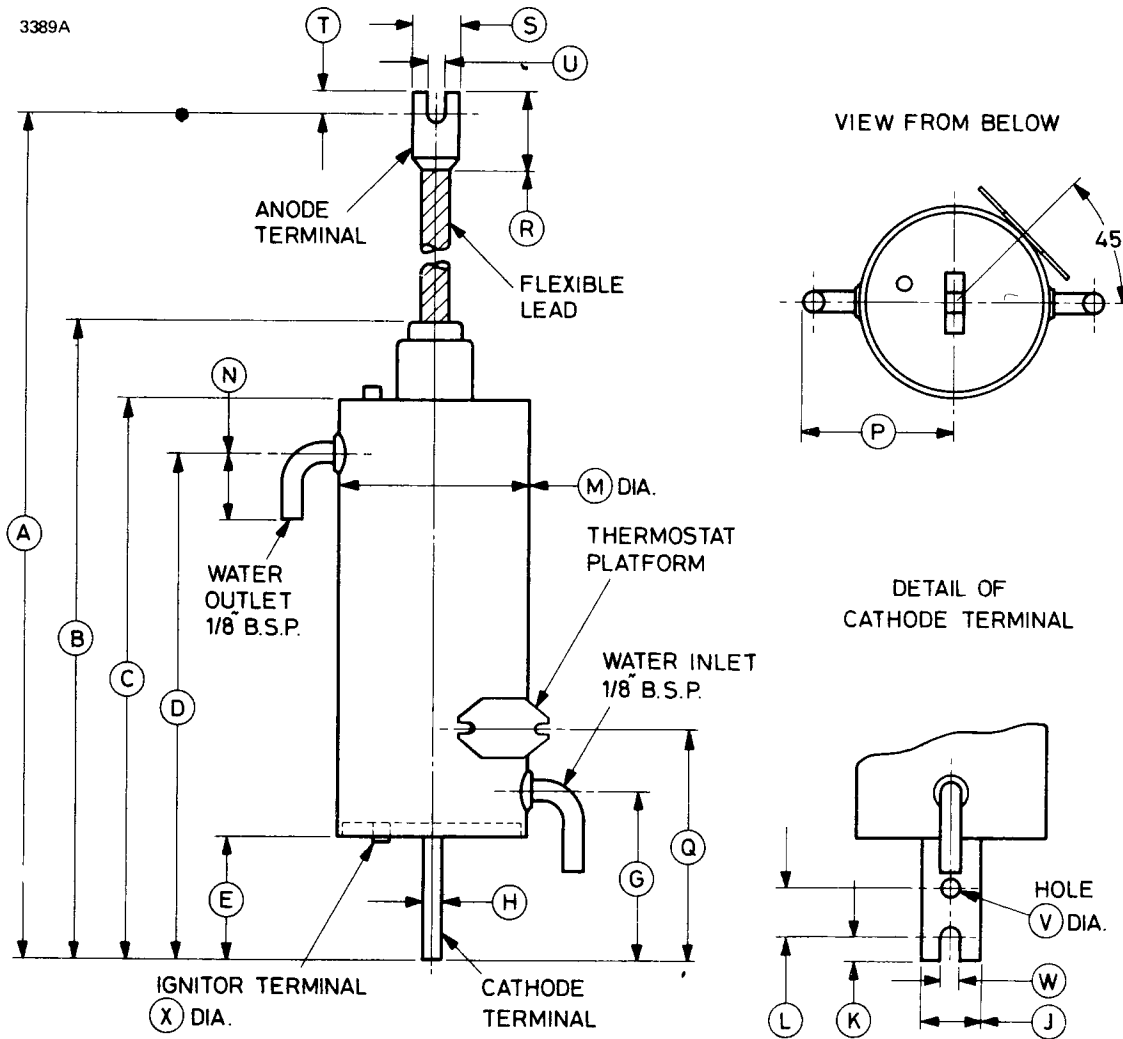 3389A
T
S
U
VIEW FROM BELOW
ANODE
TERMINAL
R
45
FLEXIBLE
LEAD
N
P
M DIA.
A
THERMOSTAT
PLATFORM
WATER
OUTLET
1/8" B.S.P.
DETAIL OF
CATHODE TERMINAL
B
C
D
WATER INLET
1/8" B.S.P.
E
H
G
Q
HOLE
V DIA.
IGNITOR TERMINAL
X DIA.
CATHODE
TERMINAL
L
K
W
J